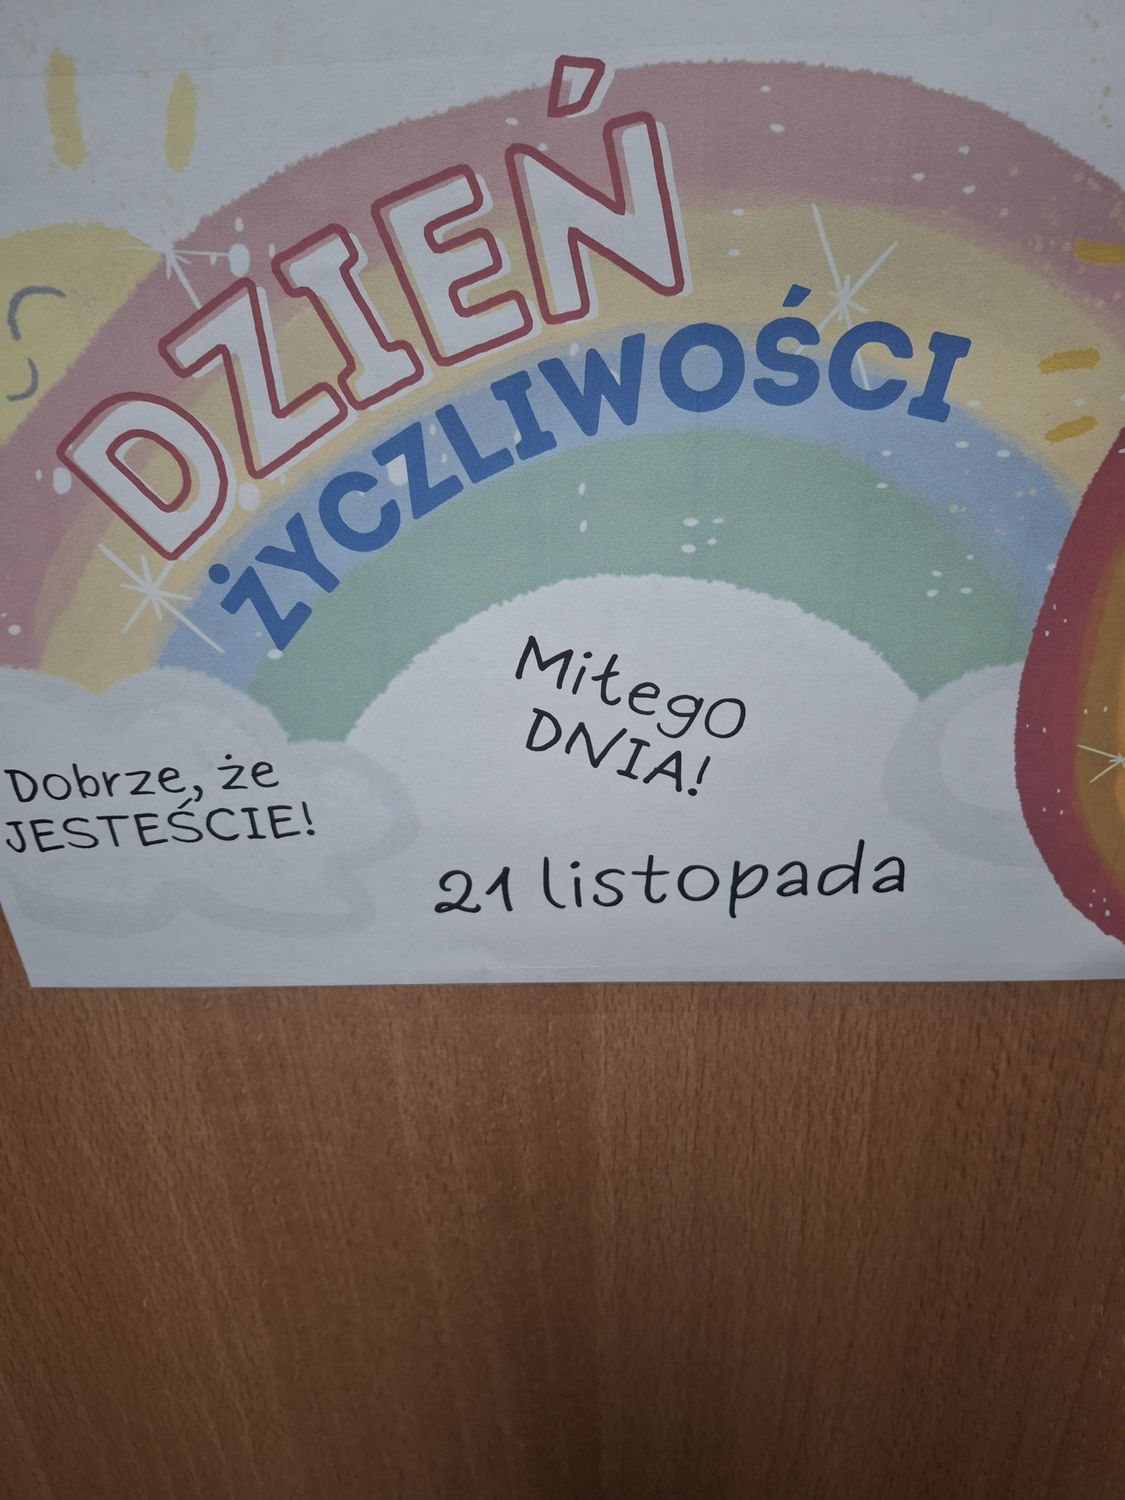 DZIEŃ
ŻYCZLIWOŚCI
Miłego
DNIA!
Dobrze, że
JESTEŚCIE!
21 listopada